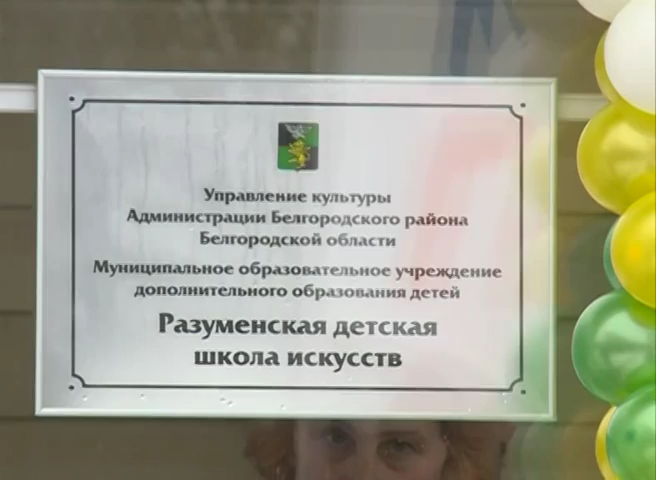 Управление культуры
Администрации Белгородского района
Белгородской области
Муниципальное образовательное учреждение
дополнительного образования детей
Разуменская детская
школа искусств